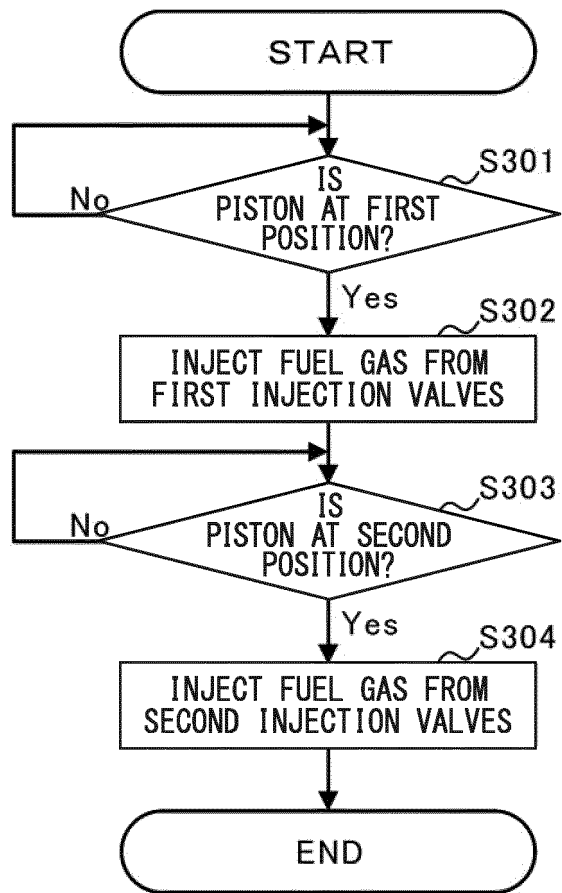 START
S301
IS
PISTON AT FIRST
POSITION?
No
Yes
S302
INJECT FUEL GAS FROM
FIRST INJECTION VALVES
S303
IS
PISTON AT SECOND
POSITION?
No
Yes
S304
INJECT FUEL GAS FROM
SECOND INJECTION VALVES
END